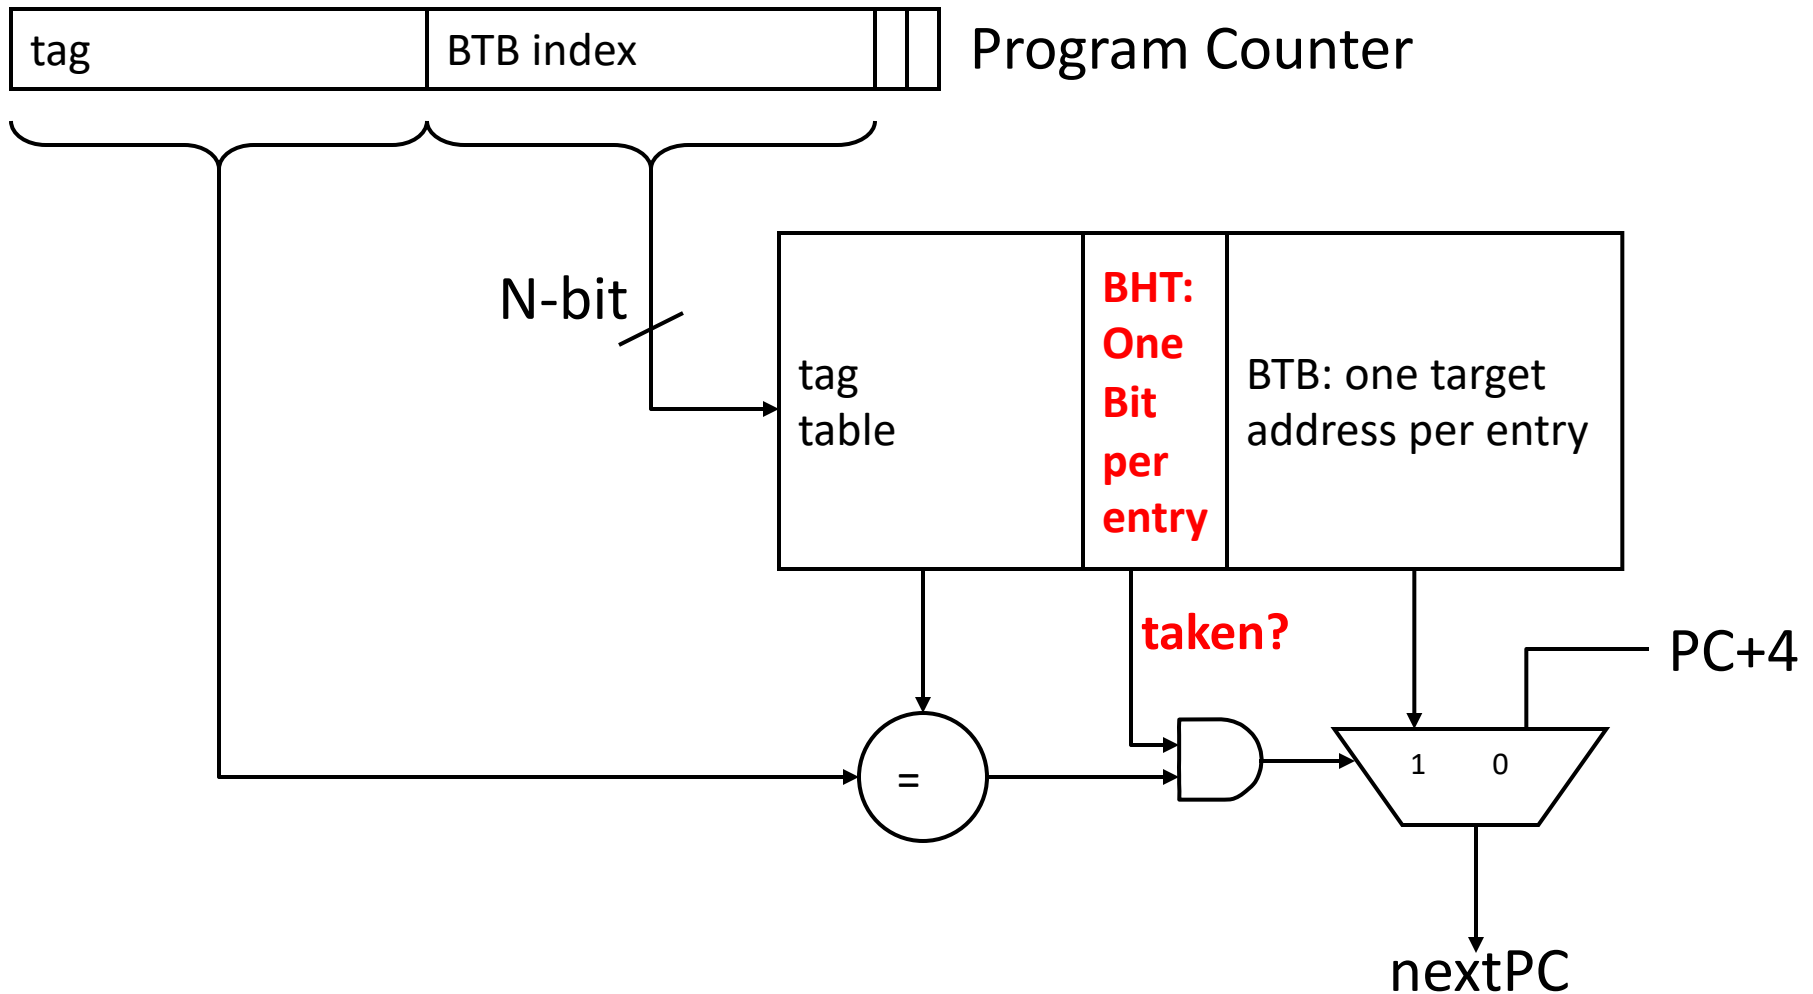 tag
BTB index
Program Counter
N-bit
tag
table
BHT:
One
Bit
per
entry
BTB: one target
address per entry
taken?
PC+4
=
1
0
nextPC